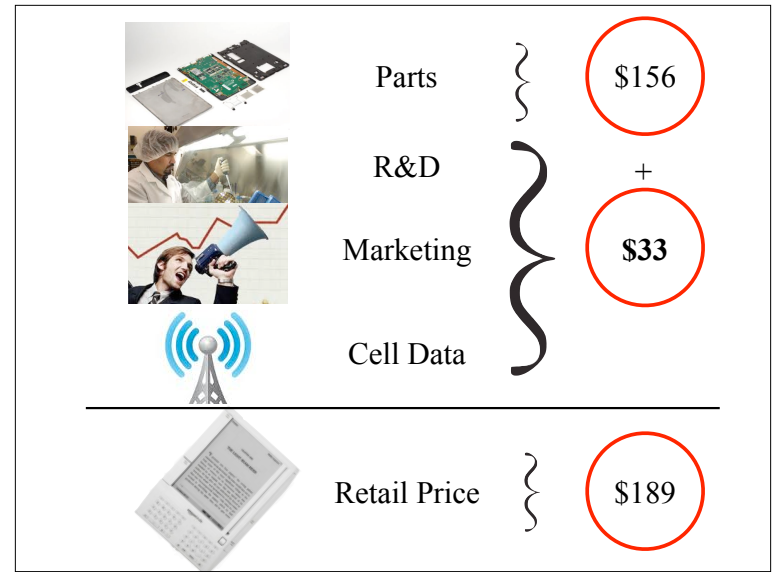 Parts
$156
R&D
+
Marketing
$33
Cell Data
Retail Price
$189